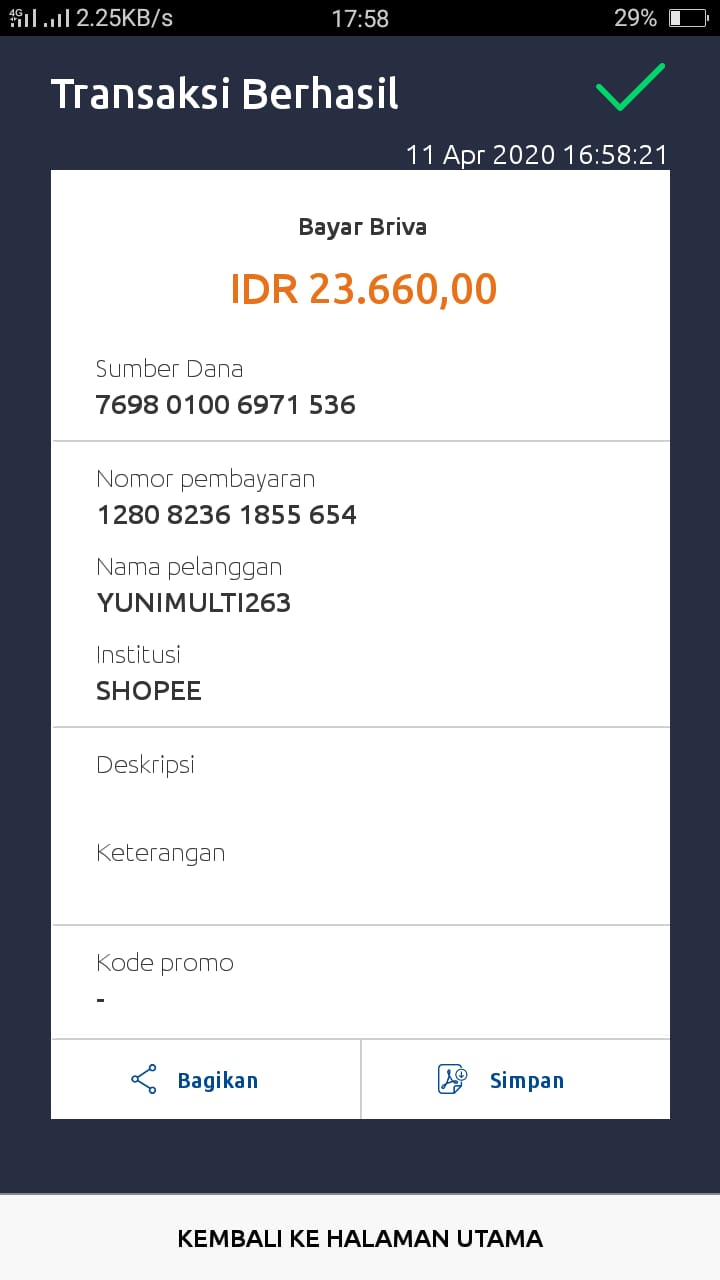 4G 2.25KB/s 17:58 29%
Transaksi Berhasil
11 Apr 2020 16:58:21
Bayar Briva
IDR 23.660,00
Sumber Dana
7698 0100 6971 536
Nomor pembayaran
1280 8236 1855 654
Nama pelanggan
YUNIMULTI263
Institusi
SHOPEE
Deskripsi
Keterangan
Kode promo
-
Bagikan Simpan
KEMBALI KE HALAMAN UTAMA